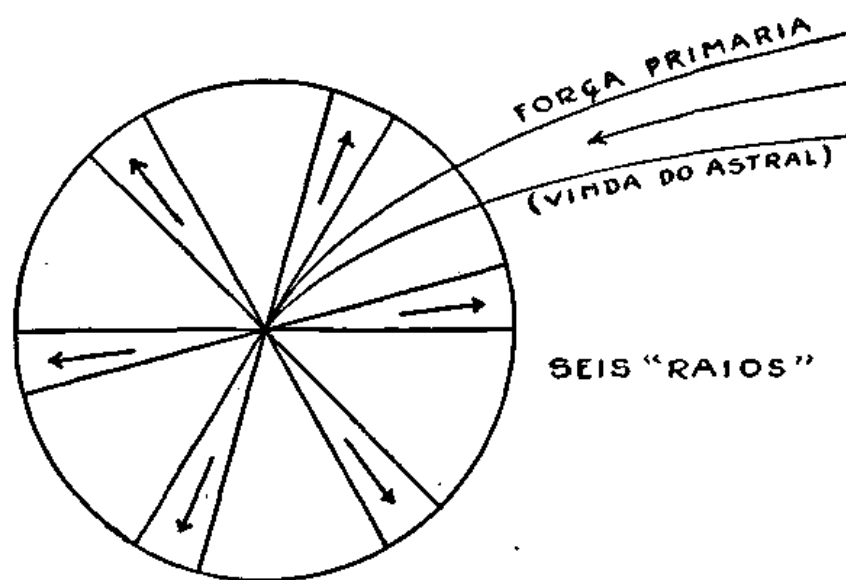 FORÇA PRIMARIA
(VINDA DO ASTRAL)
SEIS “RAIOS”